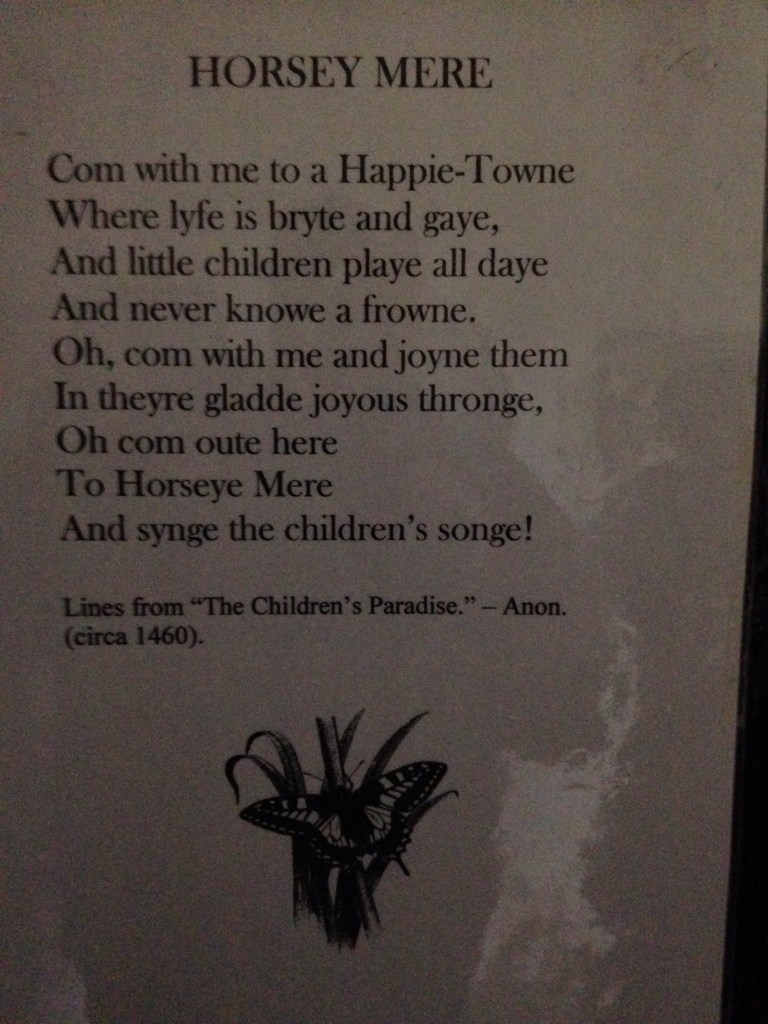 HORSEY MERE
Com with me to a Happie-Towne
Where lyfe is bryte and gaye,
And little children playe all daye
And never knowe a frowne.
Oh, com with me and joyne them
In theyre gladde joyous thronge,
Oh com oute here
To Horseye Mere
And synge the children's songe!
Lines from “The Children's Paradise.” – Anon.
(circa 1460).